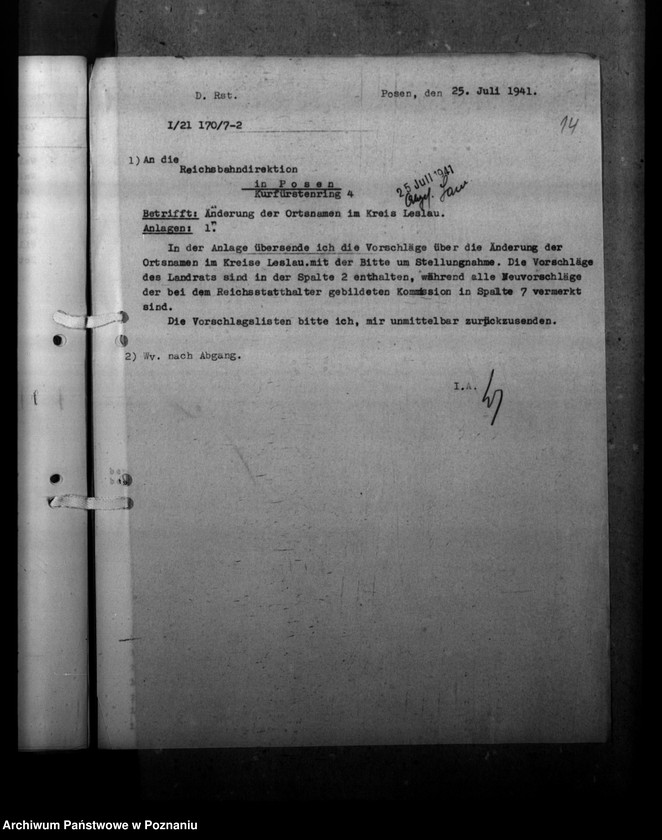 D. Rst.
Posen, den 25. Juli 1941.
14
I/21 170/7-2
1) An die
Reichsbahndirektion
in Posen
Kurfürstenring 4
25 Juli 1941
Betrifft: Änderung der Ortsnamen im Kreis Leslau.
Anlagen: 1.
In der Anlage übersende ich die Vorschläge über die Änderung der
Ortsnamen im Kreise Leslau.mit der Bitte um Stellungnahme. Die Vorschläge
des Landrats sind in der Spalte 2 enthalten, während alle Neuvorschläge
der bei dem Reichsstatthalter gebildeten Kommission in Spalte 7 vermerkt
sind.
Die Vorschlagslisten bitte ich, mir unmittelbar zurückzusenden.
2) Wv. nach Abgang.
I.A.
Archiwum Państwowe w Poznaniu